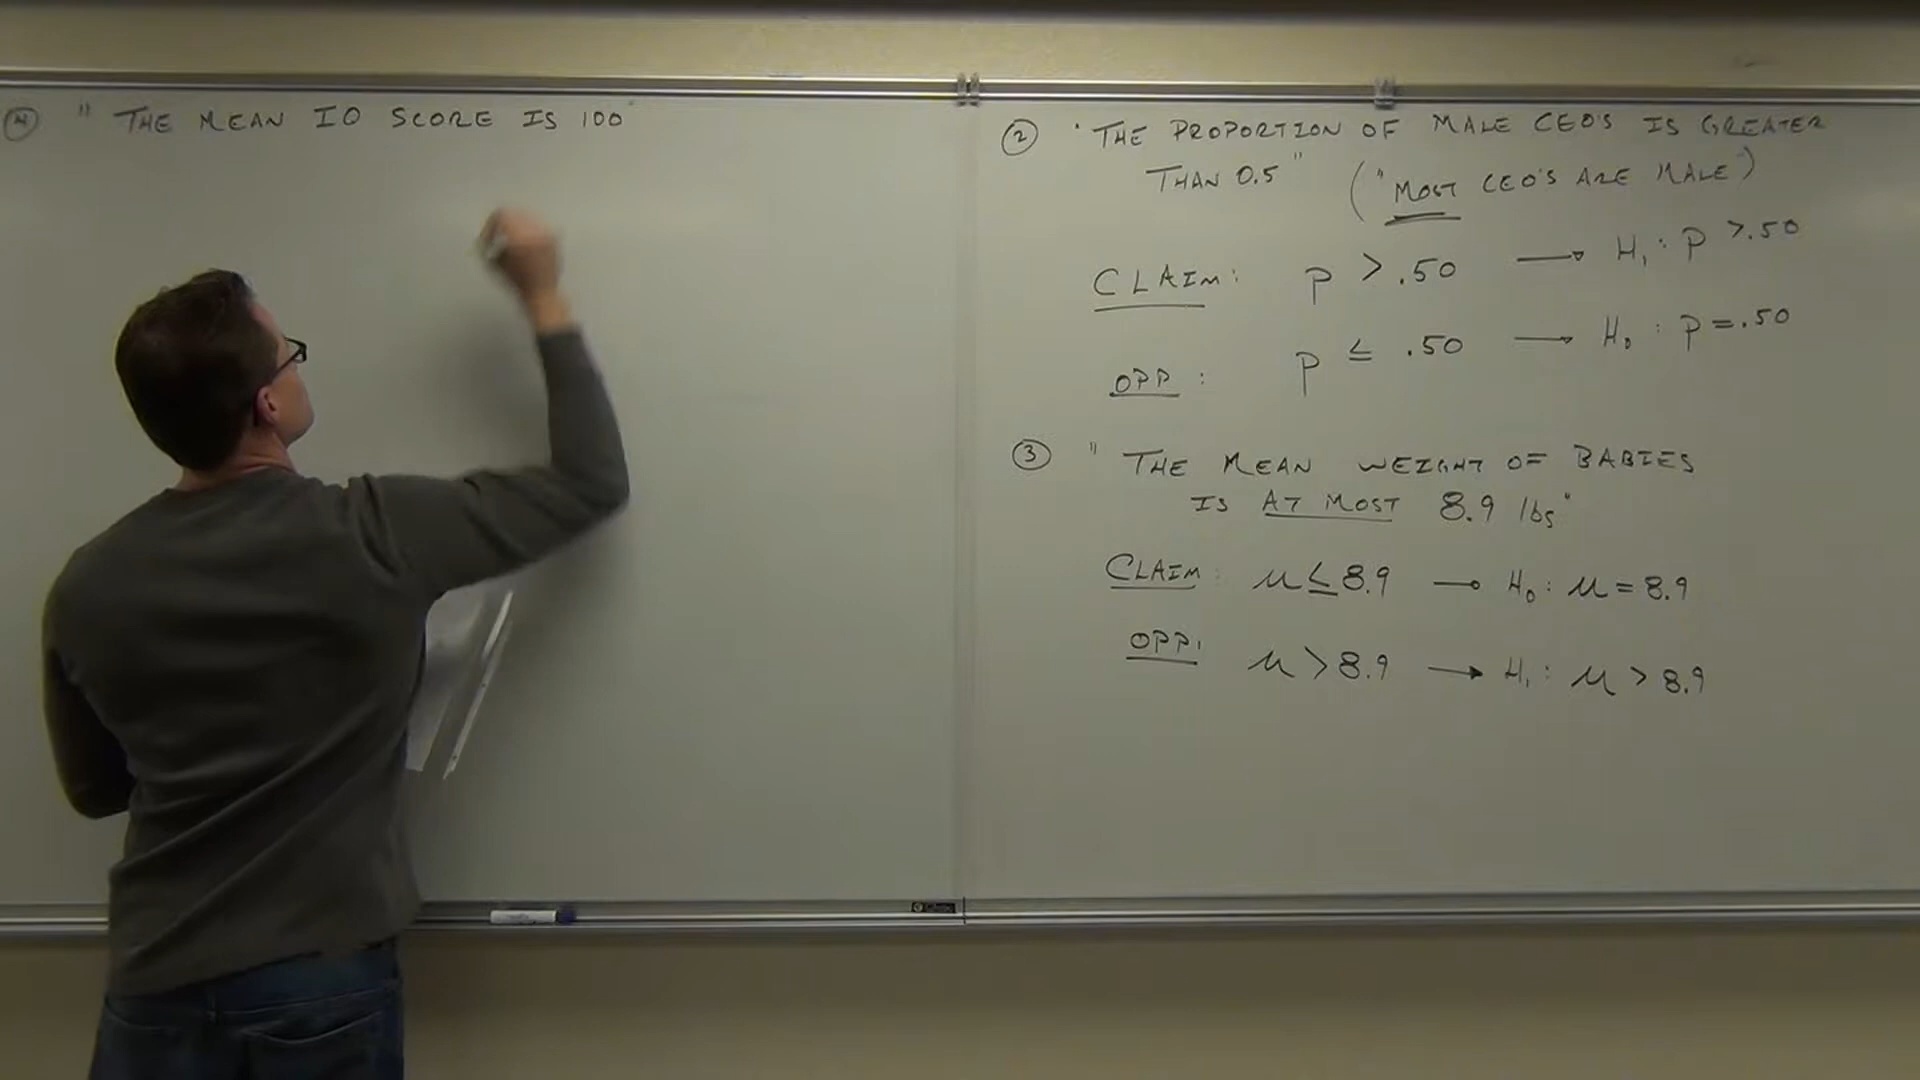 ④ " THE MEAN IQ SCORE IS 100"
② "THE PROPORTION OF MALE CEO'S IS GREATER
THAN 0.5" ("MOST CEO'S ARE MALE")
CLAIM: p > .50 → H₁: p > .50
OPP: p ≤ .50 → H₀: p = .50
③ " THE MEAN WEIGHT OF BABIES
IS AT MOST 8.9 lbs"
CLAIM: μ ≤ 8.9 → H₀: μ = 8.9
OPP: μ > 8.9 → H₁: μ > 8.9